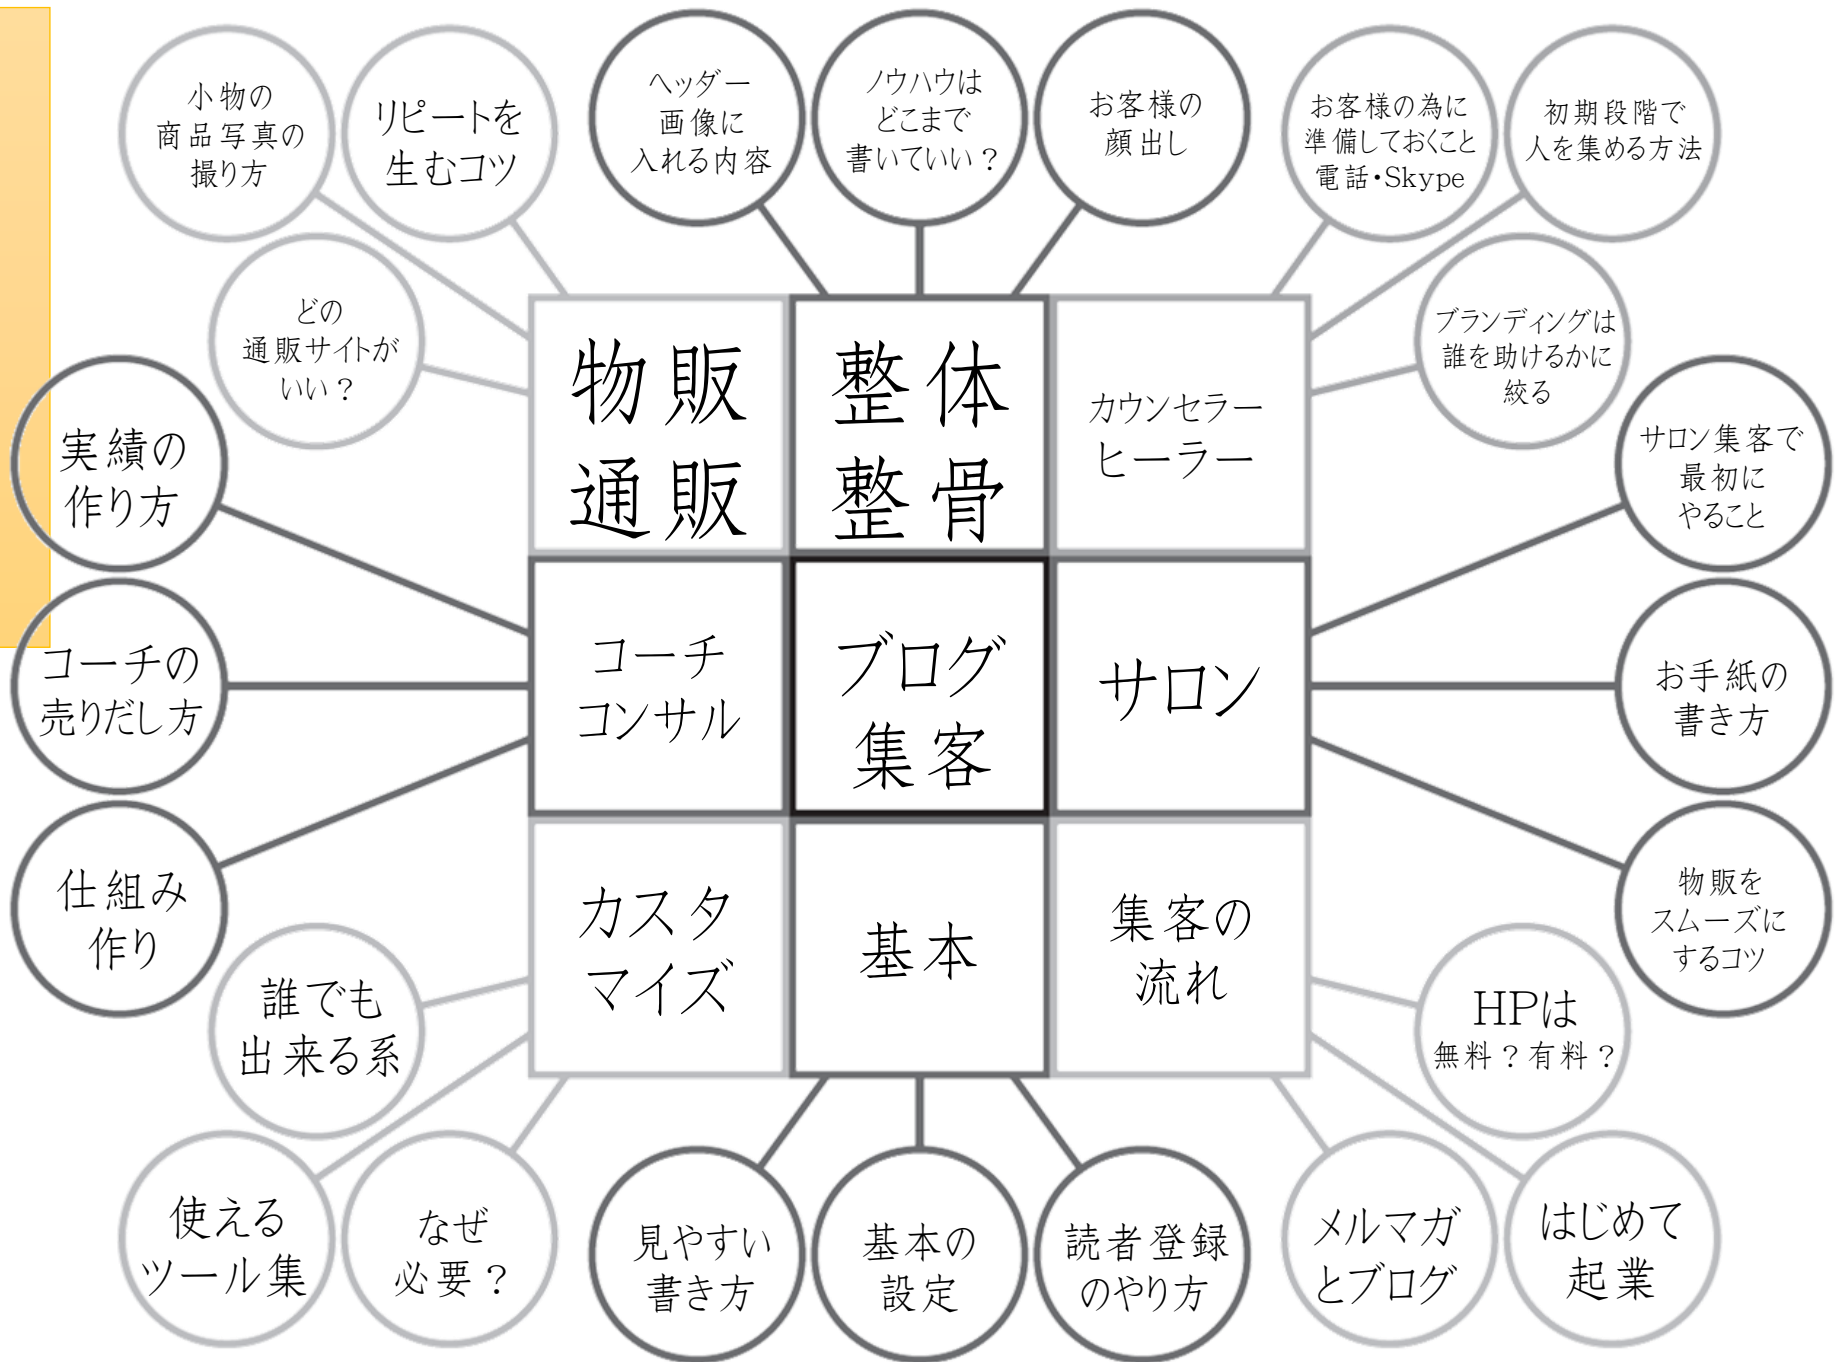 小物の
商品写真の
撮り方
リピートを
生むコツ
ヘッダー
画像に
入れる内容
ノウハウは
どこまで
書いていい？
お客様の
顔出し
お客様の為に
準備しておくこと
電話・Skype
初期段階で
人を集める方法
どの
通販サイトが
いい？
ブランディングは
誰を助けるかに
絞る
物販
通販
整体
整骨
カウンセラー
ヒーラー
実績の
作り方
サロン集客で
最初に
やること
コーチの
売りだし方
コーチ
コンサル
ブログ
集客
サロン
お手紙の
書き方
仕組み
作り
カスタ
マイズ
基本
集客の
流れ
物販を
スムーズに
するコツ
誰でも
出来る系
HPは
無料？有料？
使える
ツール集
なぜ
必要？
見やすい
書き方
基本の
設定
読者登録
のやり方
メルマガ
とブログ
はじめて
起業